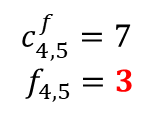 c^f_{4,5} = 7
f_{4,5} = 3